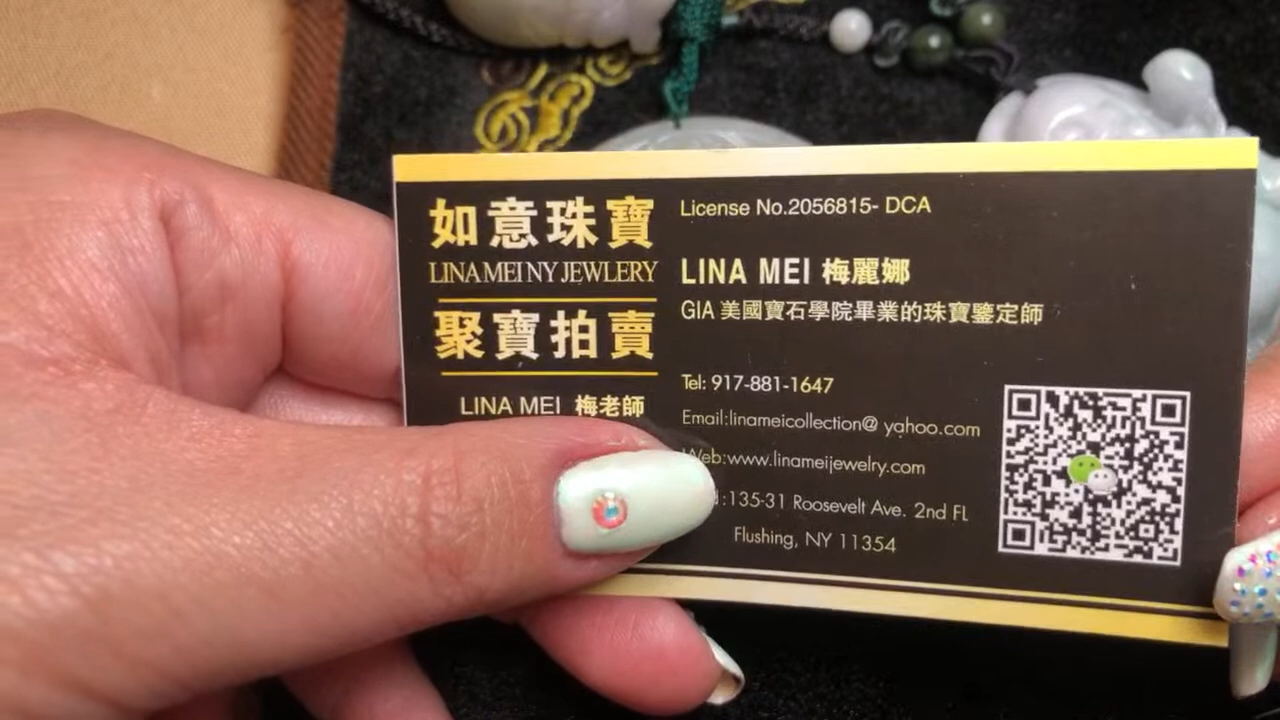 如意珠寶
LINA MEI NY JEWLERY
聚寶拍賣
LINA MEI 梅老師
License No.2056815- DCA
LINA MEI 梅麗娜
GIA 美國寶石學院畢業的珠寶鑒定師
Tel: 917-881-1647
Email:linameicollection@ yahoo.com
Web:www.linameijewelry.com
:135-31 Roosevelt Ave. 2nd FL
Flushing, NY 11354